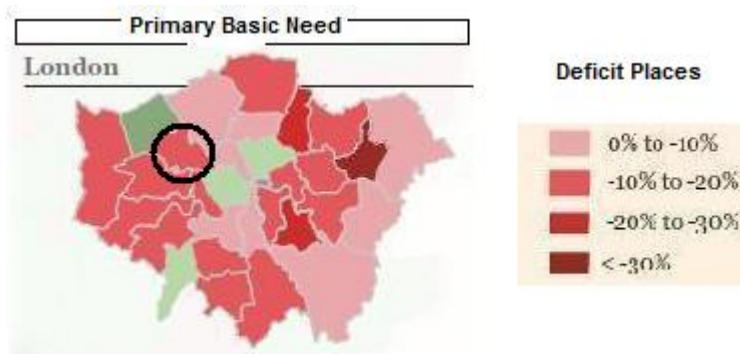 Primary Basic Need
London
Deficit Places
0% to -10%
-10% to -20%
-20% to -30%
< -30%